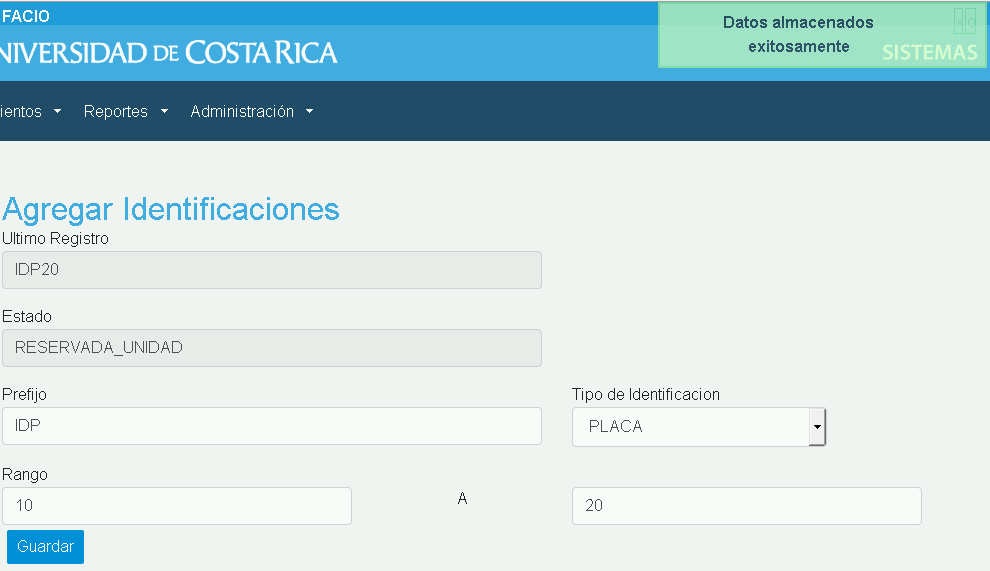 FACIO
Datos almacenados
exitosamente
NIVERSIDAD DE COSTA RICA
SISTEMAS
ientos
Reportes
Administración
Agregar Identificaciones
Ultimo Registro
IDP20
Estado
RESERVADA_UNIDAD
Prefijo
Tipo de Identificacion
IDP
PLACA
Rango
10
A
20
Guardar